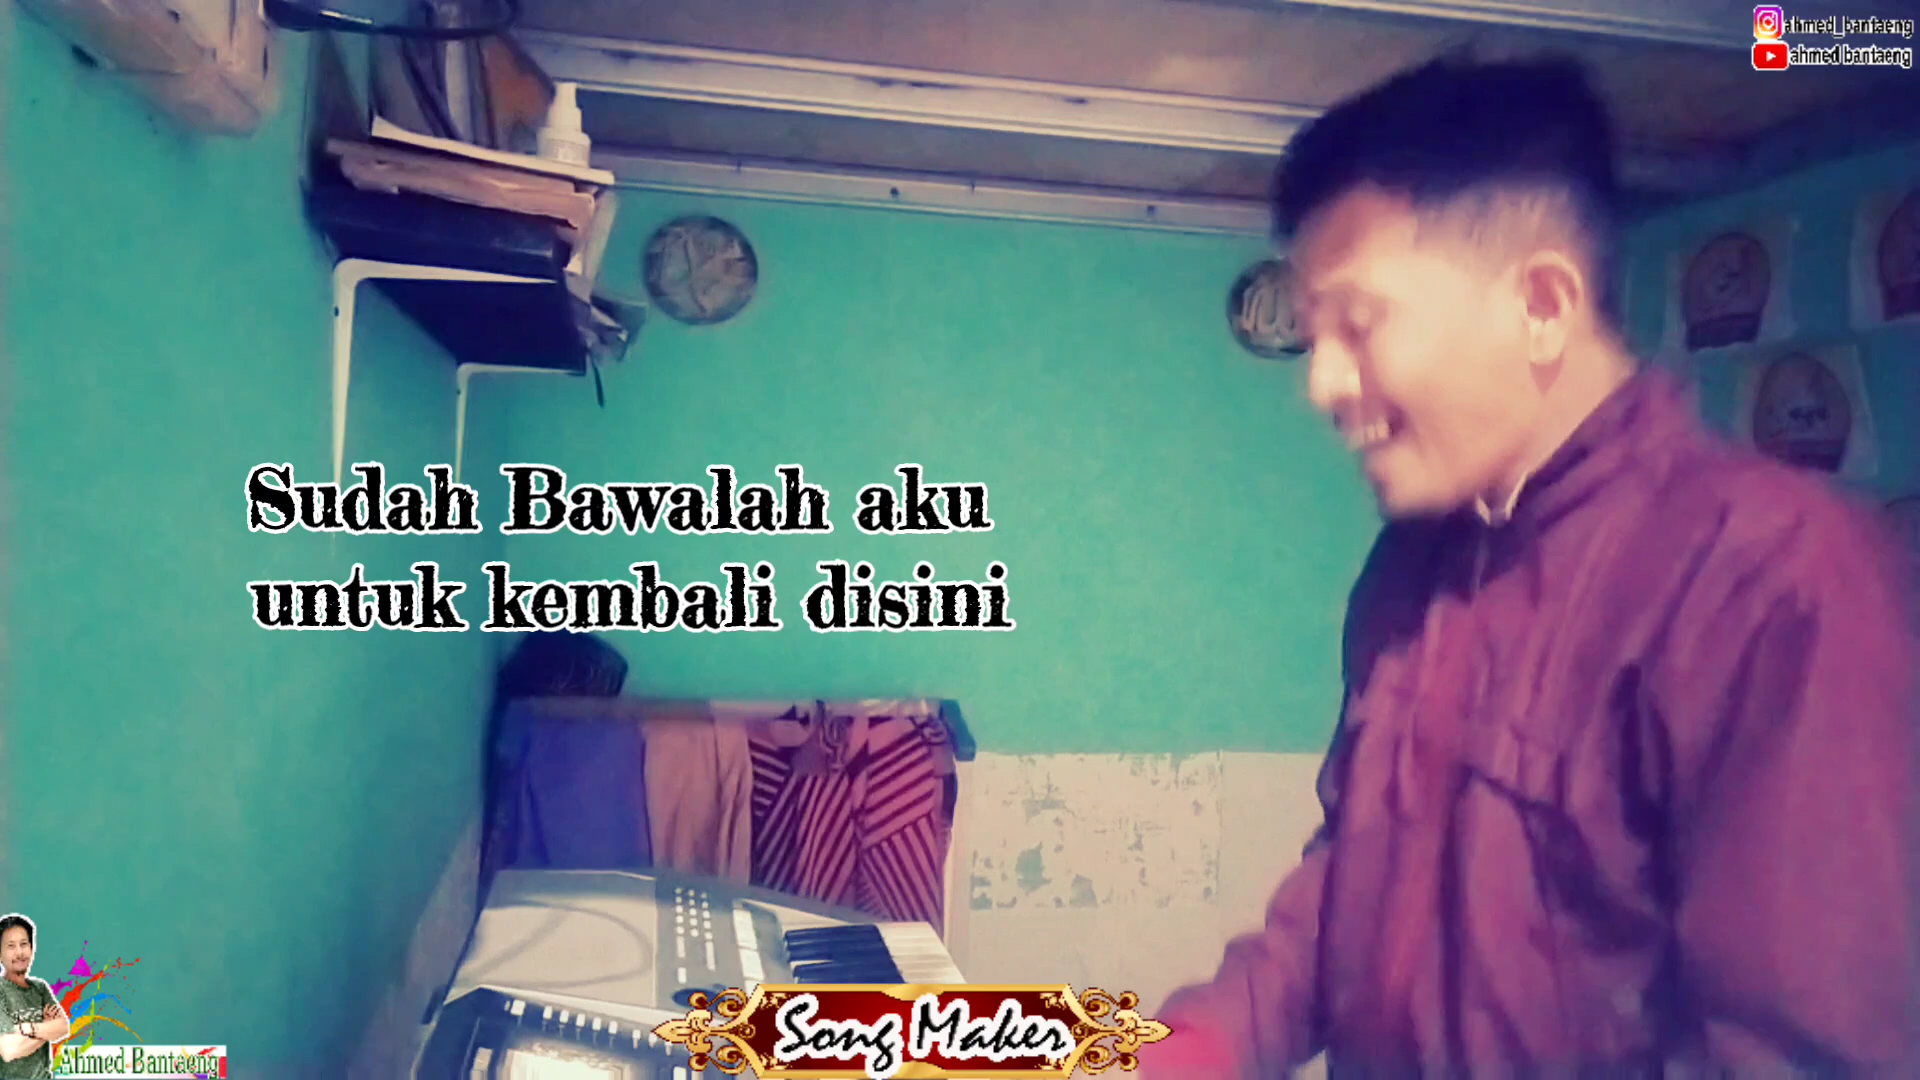 ahmed_bantaeng
ahmed bantaeng
Sudah Bawalah aku
untuk kembali disini
Song Maker
Ahmed Bantaeng